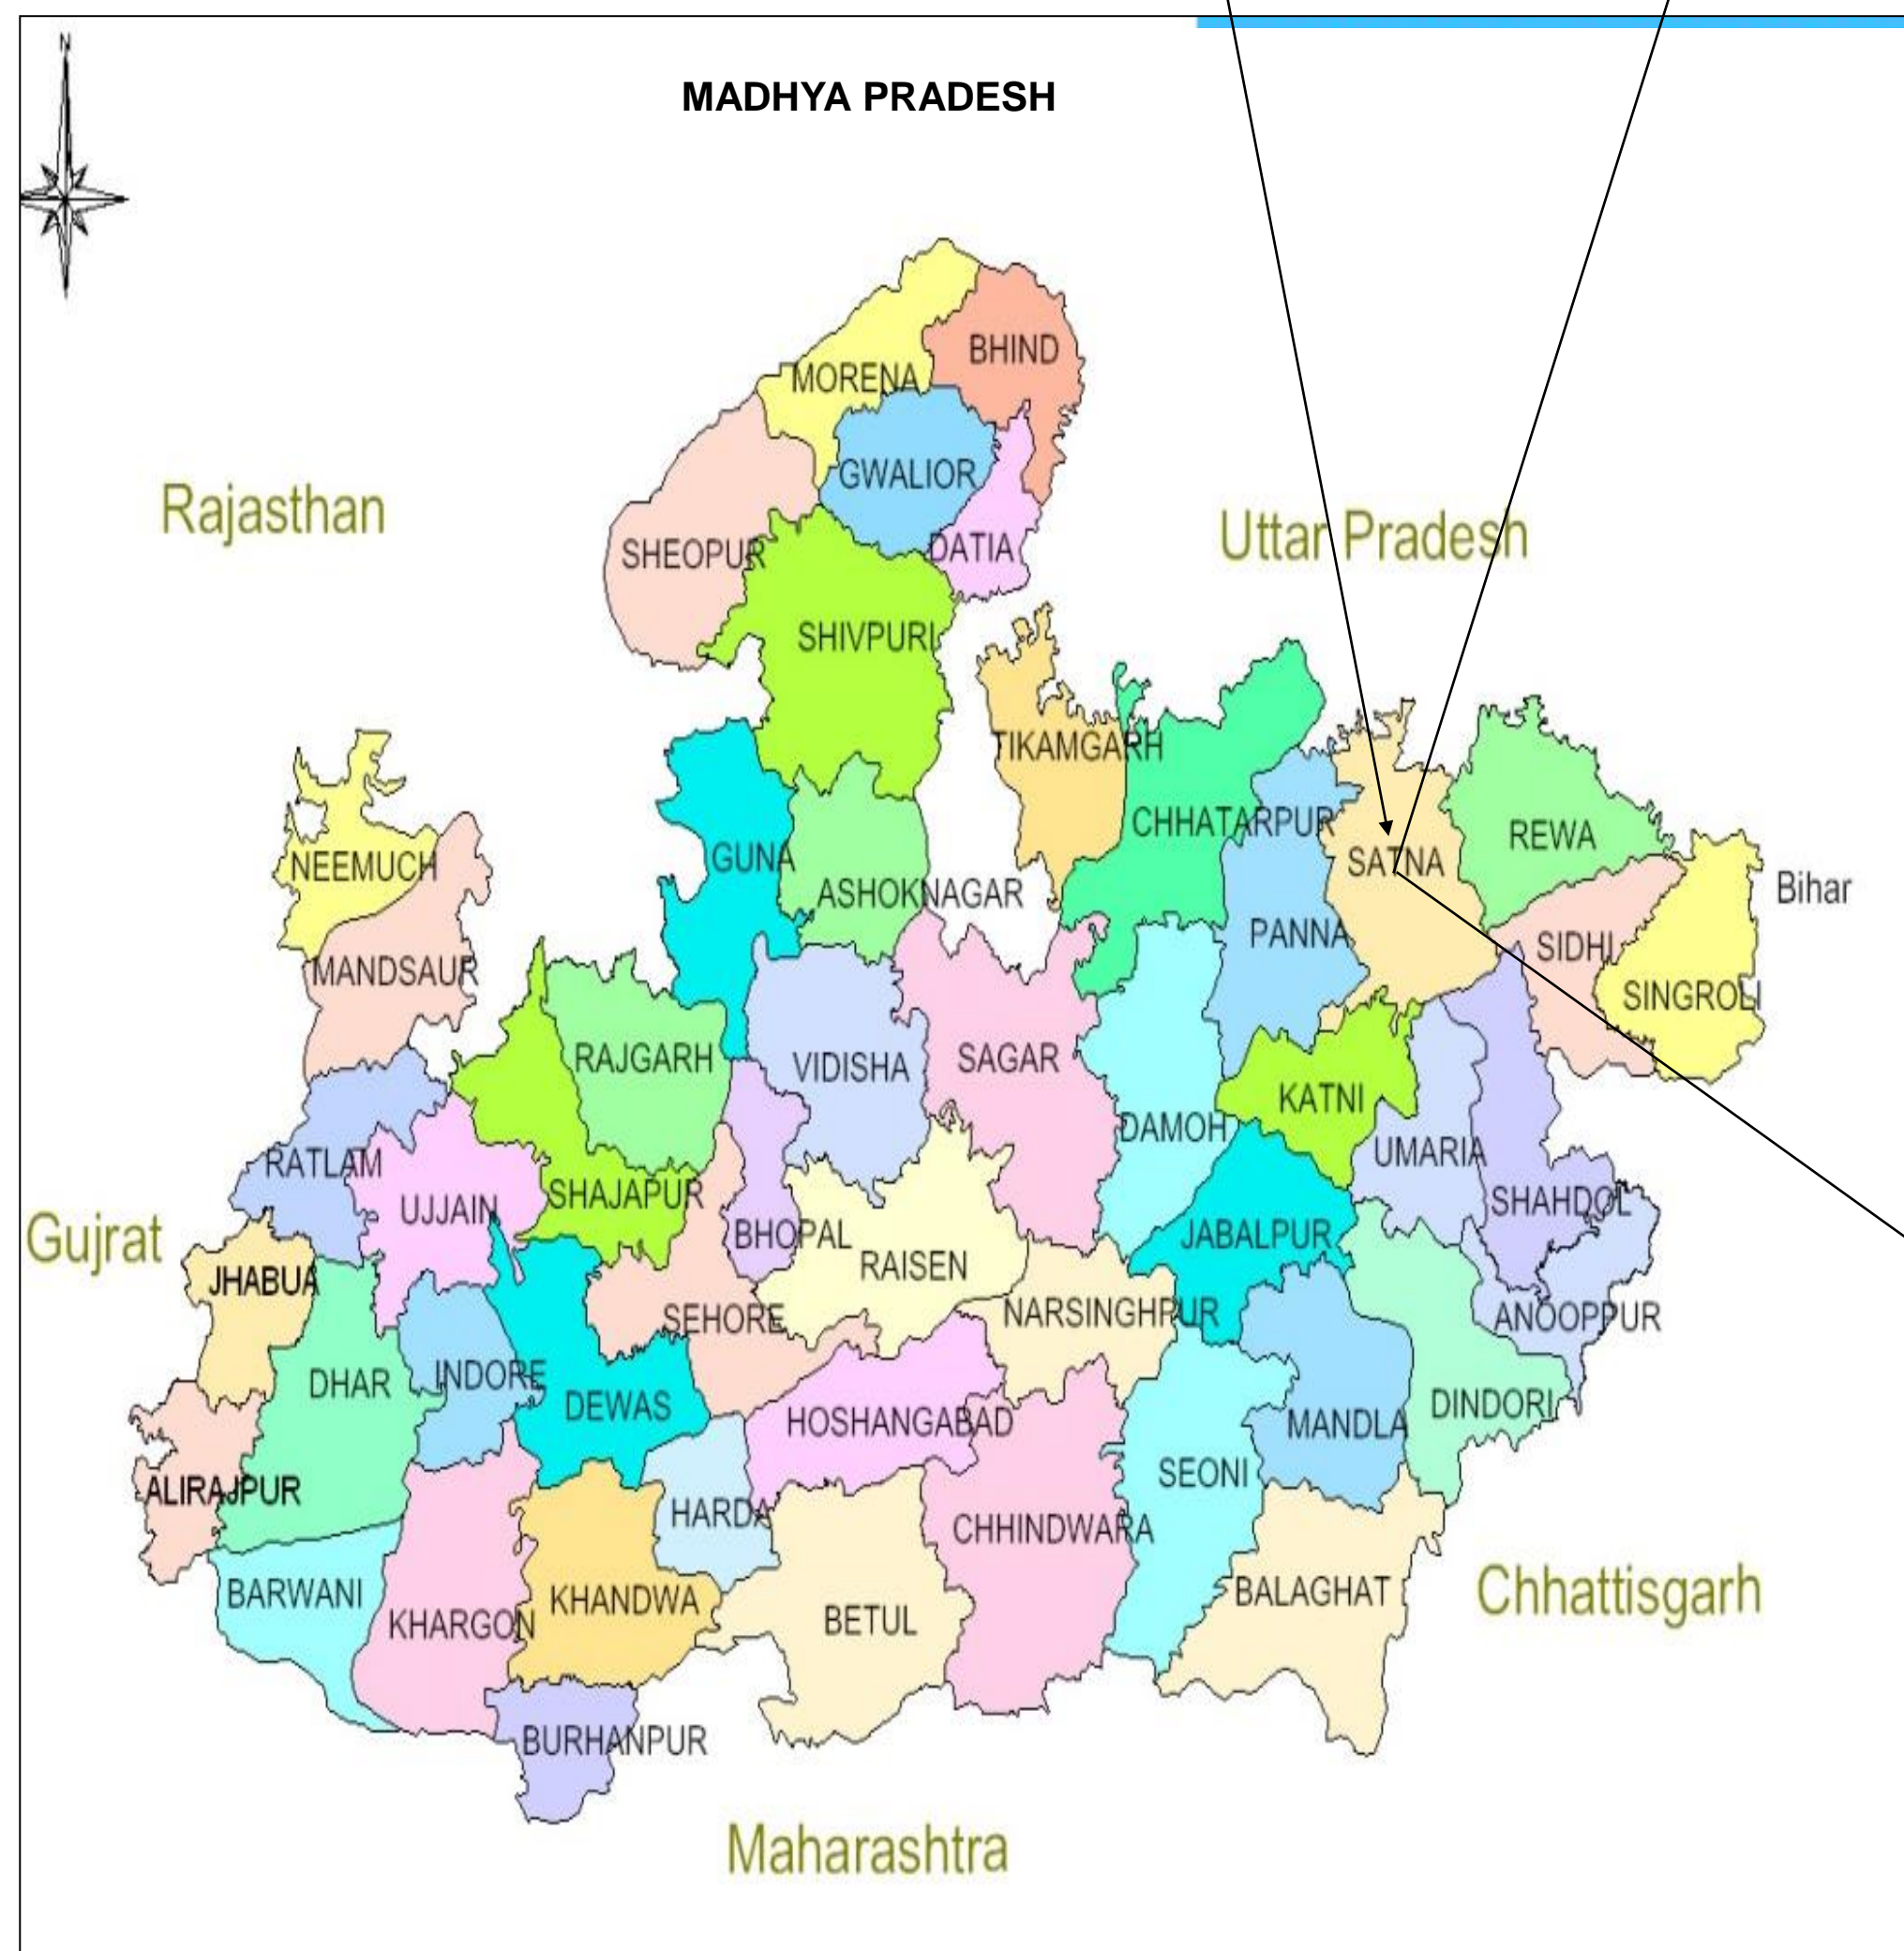 N
MADHYA PRADESH
BHIND
MORENA
GWALIOR
Rajasthan
Uttar Pradesh
SHEOPUR
DATIA
SHIVPURI
TIKAMGARH
CHHATARPUR
REWA
GUNA
SATNA
NEEMUCH
ASHOKNAGAR
Bihar
PANNA
SIDHI
MANDSAUR
SINGROLI
RAJGARH
VIDISHA
SAGAR
KATNI
DAMOH
UMARIA
RATLAM
SHAJAPUR
SHAHDOL
UJJAIN
BHOPAL
JABALPUR
Gujrat
RAISEN
JHABUA
NARSINGHPUR
SEHORE
ANOOPPUR
INDORE
DHAR
DEWAS
DINDORI
HOSHANGABAD
MANDLA
SEONI
ALIRAJPUR
HARDA
CHHINDWARA
Chhattisgarh
BARWANI
BALAGHAT
KHANDWA
KHARGON
BETUL
BURHANPUR
Maharashtra